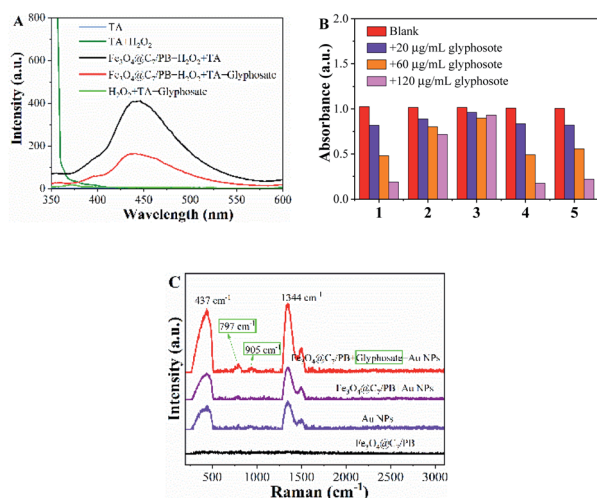 A
TA
TA+H₂O₂
Fe₃O₄@C₇/PB+H₂O₂+TA
Fe₃O₄@C₇/PB+H₂O₂+TA+Glyphosate
H₂O₂+TA+Glyphosate
Intensity (a.u.)
800
600
400
200
0
350 400 450 500 550 600
Wavelength (nm)
B
Blank
+20 μg/mL glyphosote
+60 μg/mL glyphosote
+120 μg/mL glyphosote
Absorbance (a.u.)
2.0
1.5
1.0
0.5
0.0
1 2 3 4 5
C
437 cm⁻¹
1344 cm⁻¹
797 cm⁻¹
905 cm⁻¹
Fe₃O₄@C₇/PB+Glyphosate+Au NPs
Fe₃O₄@C₇/PB+Au NPs
Au NPs
Fe₃O₄@C₇/PB
Intensity (a.u.)
500 1000 1500 2000 2500 3000
Raman (cm⁻¹)